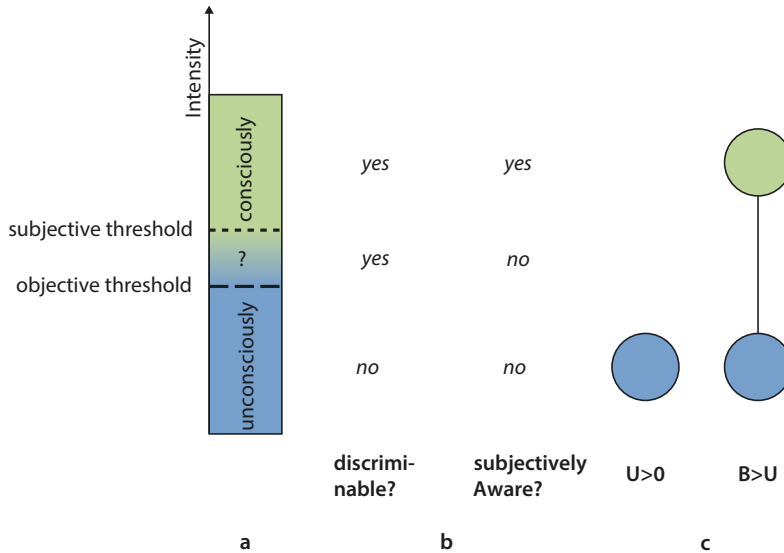 Intensity
consciously
yes
yes
subjective threshold
?
yes
no
objective threshold
unconsciously
no
no
discrimi-
nable?
subjectively
Aware?
U>0
B>U
a
b
c